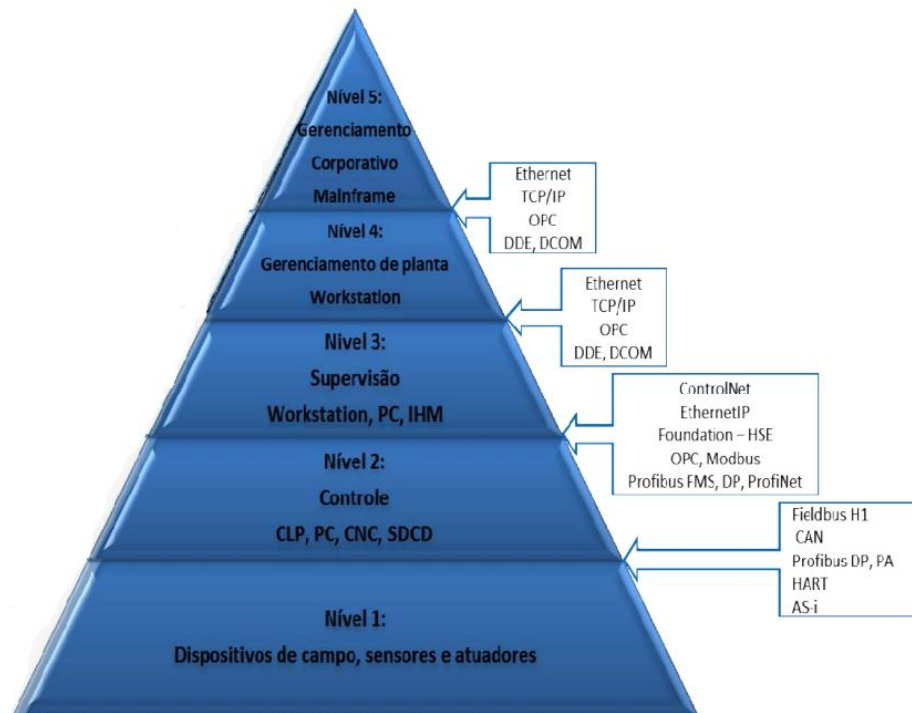 Nível 5:
Gerenciamento
Corporativo
Mainframe
Ethernet
TCP/IP
OPC
DDE, DCOM
Nível 4:
Gerenciamento de planta
Workstation
Ethernet
TCP/IP
OPC
DDE, DCOM
Nível 3:
Supervisão
Workstation, PC, IHM
ControlNet
EthernetIP
Foundation – HSE
OPC, Modbus
Profibus FMS, DP, ProfiNet
Nível 2:
Controle
CLP, PC, CNC, SDCD
Fieldbus H1
CAN
Profibus DP, PA
HART
AS-i
Nível 1:
Dispositivos de campo, sensores e atuadores